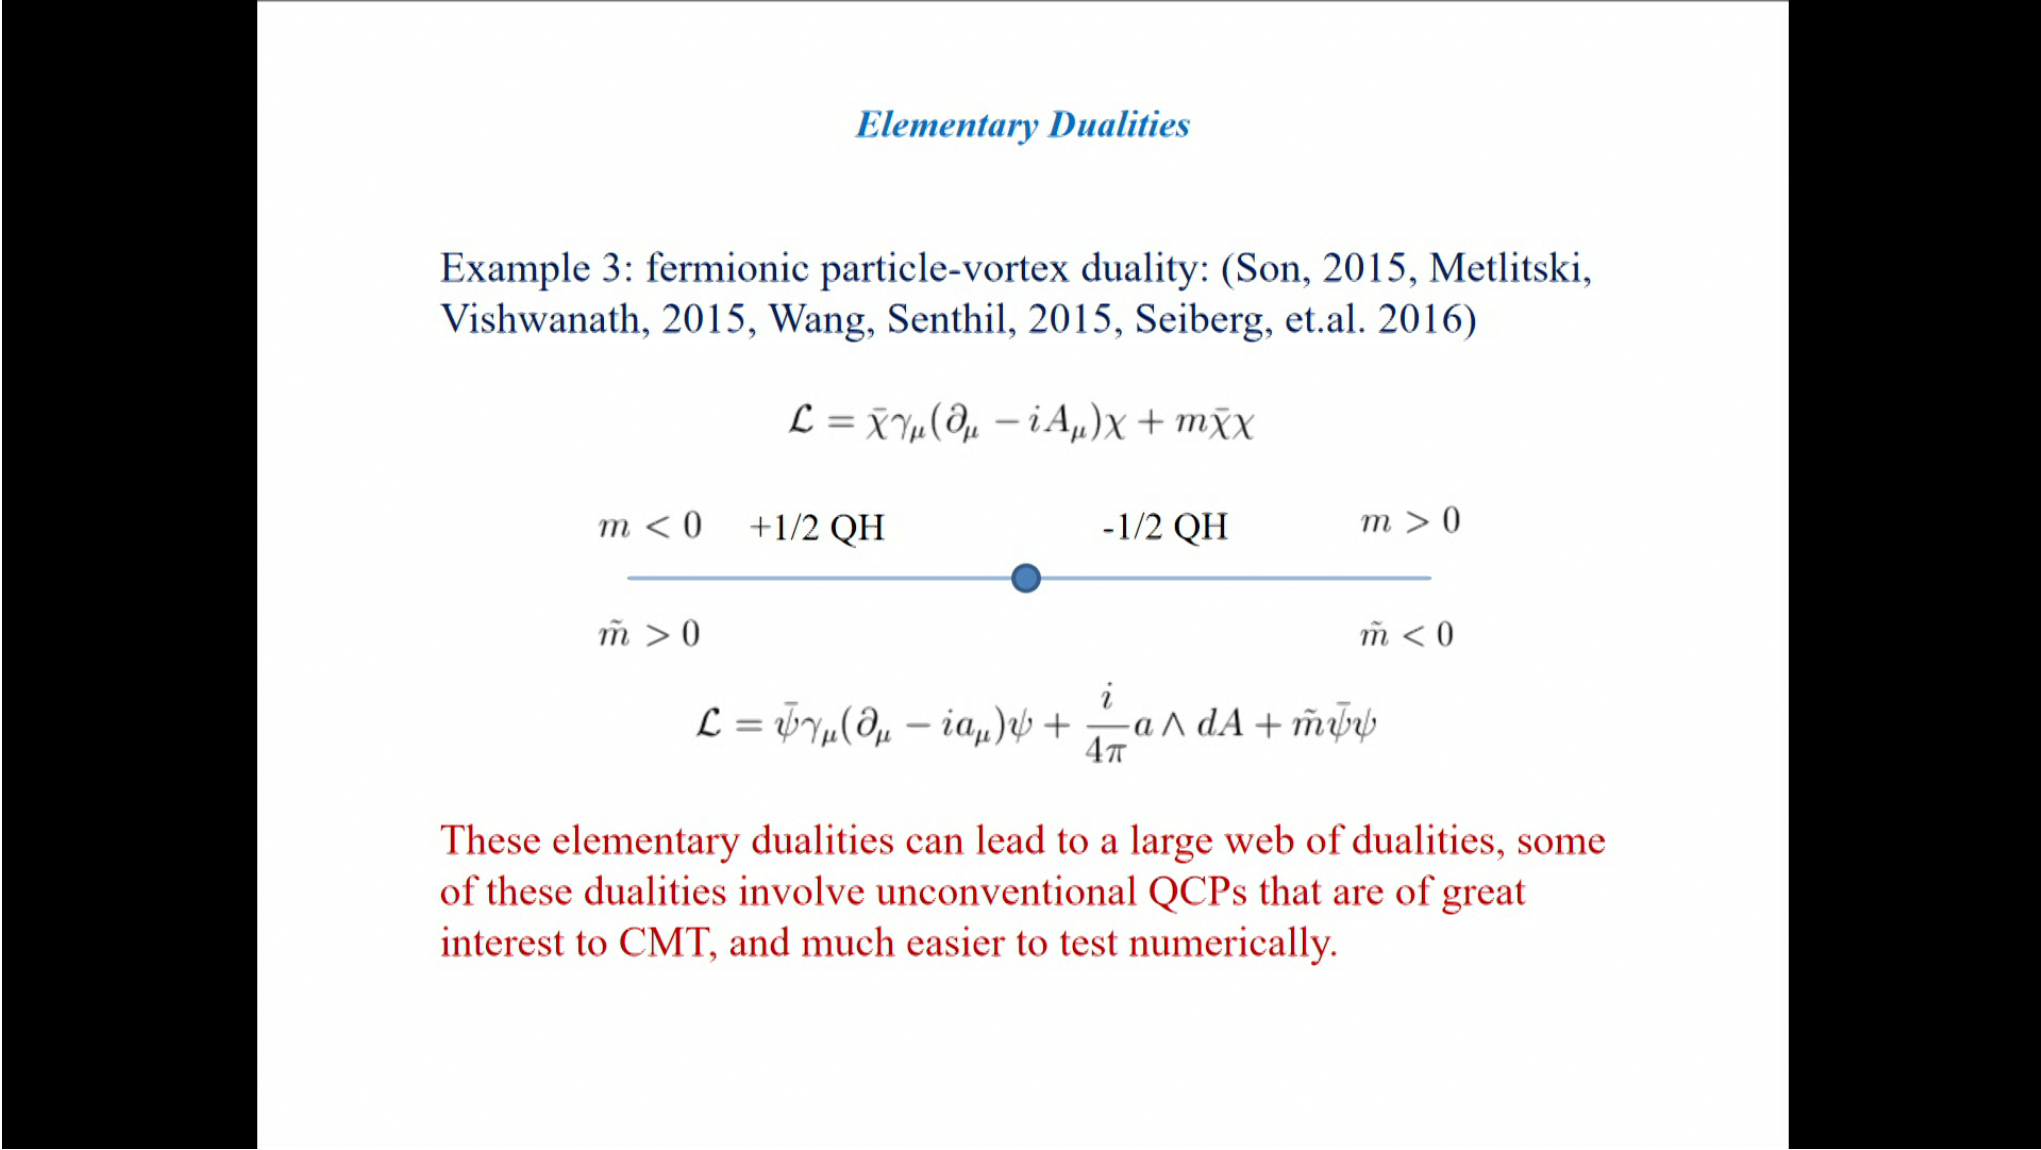 Elementary Dualities
Example 3: fermionic particle-vortex duality: (Son, 2015, Metlitski,
Vishwanath, 2015, Wang, Senthil, 2015, Seiberg, et.al. 2016)
ℒ = χ̄γ_μ(∂_μ − iA_μ)χ + mχ̄χ
m < 0 +1/2 QH -1/2 QH m > 0
m̃ > 0 m̃ < 0
ℒ = ψ̄γ_μ(∂_μ − ia_μ)ψ + i/4π a ∧ dA + m̃ψ̄ψ
These elementary dualities can lead to a large web of dualities, some
of these dualities involve unconventional QCPs that are of great
interest to CMT, and much easier to test numerically.